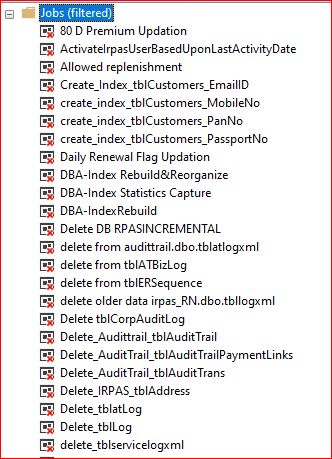 Jobs (filtered)
80 D Premium Updation
ActivateIrpasUserBasedUponLastActivityDate
Allowed replenishment
Create_Index_tblCustomers_EmailID
create_index_tblCustomers_MobileNo
create_index_tblCustomers_PanNo
create_index_tblCustomers_PassportNo
Daily Renewal Flag Updation
DBA-Index Rebuild&Reorganize
DBA-Index Statistics Capture
DBA-IndexRebuild
Delete DB RPASINCREMENTAL
delete from audittrail.dbo.tblatlogxml
delete from tblATBizLog
delete from tblERSequence
delete older data irpas_RN.dbo.tbllogxml
Delete tblCorpAuditLog
Delete_Audittrail_tblAuditTrail
Delete_AuditTrail_tblAuditTrailPaymentLinks
Delete_AuditTrail_tblAuditTrans
Delete_IRPAS_tblAddress
Delete_tblatLog
Delete_tblLog
delete_tblservicelogxml